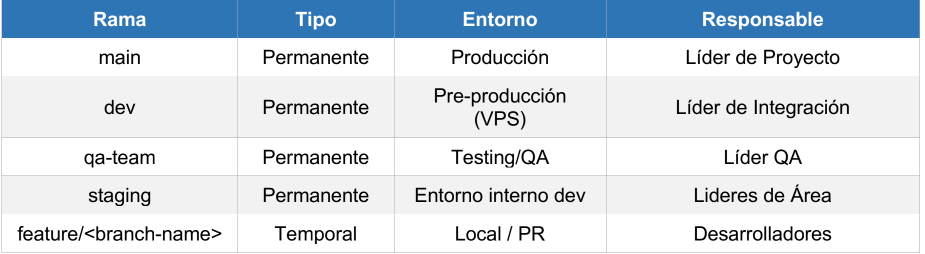 Rama Tipo Entorno Responsable
main Permanente Producción Líder de Proyecto
dev Permanente Pre-producción (VPS) Líder de Integración
qa-team Permanente Testing/QA Líder QA
staging Permanente Entorno interno dev Lideres de Área
feature/<branch-name> Temporal Local / PR Desarrolladores